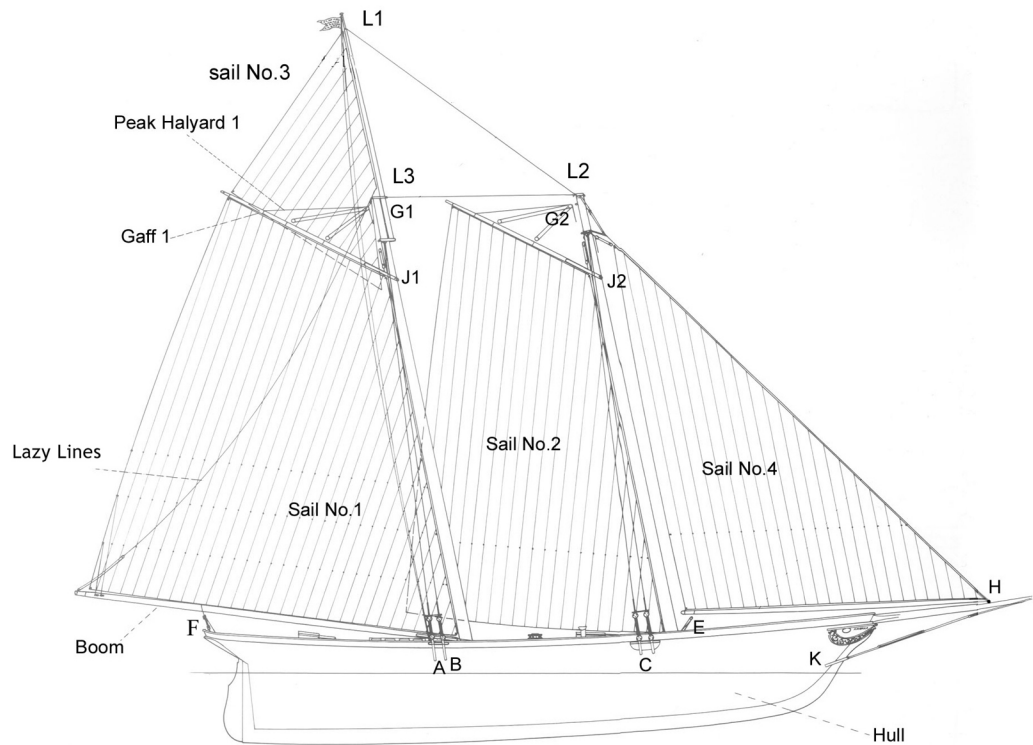 L1
sail No.3
Peak Halyard 1
L3
L2
G1
G2
Gaff 1
J1
J2
Lazy Lines
Sail No.2
Sail No.4
Sail No.1
H
F
E
Boom
A
B
C
K
Hull